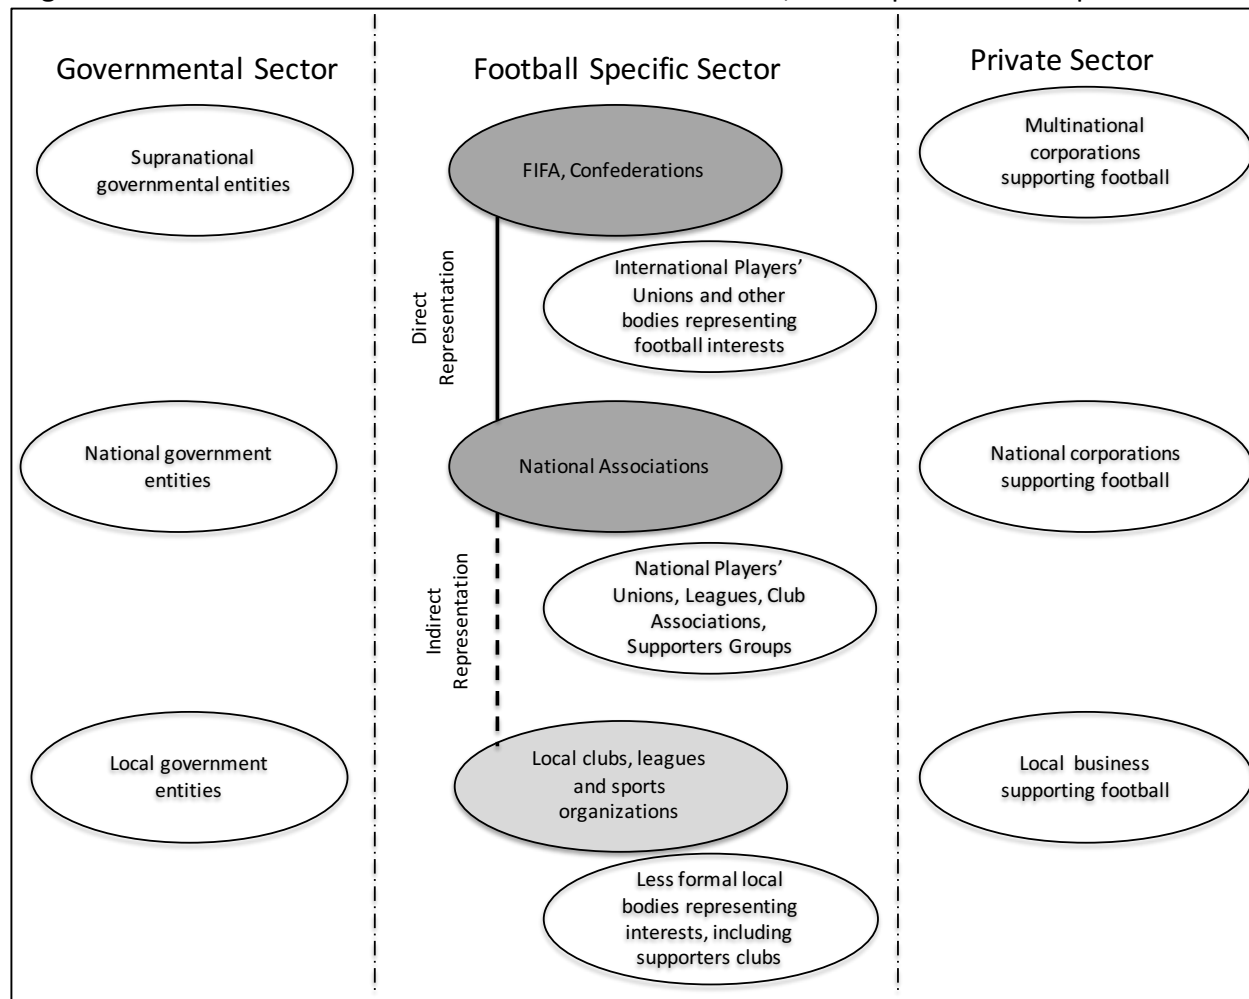 Governmental Sector
Football Specific Sector
Private Sector
Supranational
governmental entities
FIFA, Confederations
Multinational
corporations
supporting football
Direct
Representation
International Players’
Unions and other
bodies representing
football interests
National government
entities
National Associations
National corporations
supporting football
Indirect
Representation
National Players’
Unions, Leagues, Club
Associations,
Supporters Groups
Local government
entities
Local clubs, leagues
and sports
organizations
Local business
supporting football
Less formal local
bodies representing
interests, including
supporters clubs